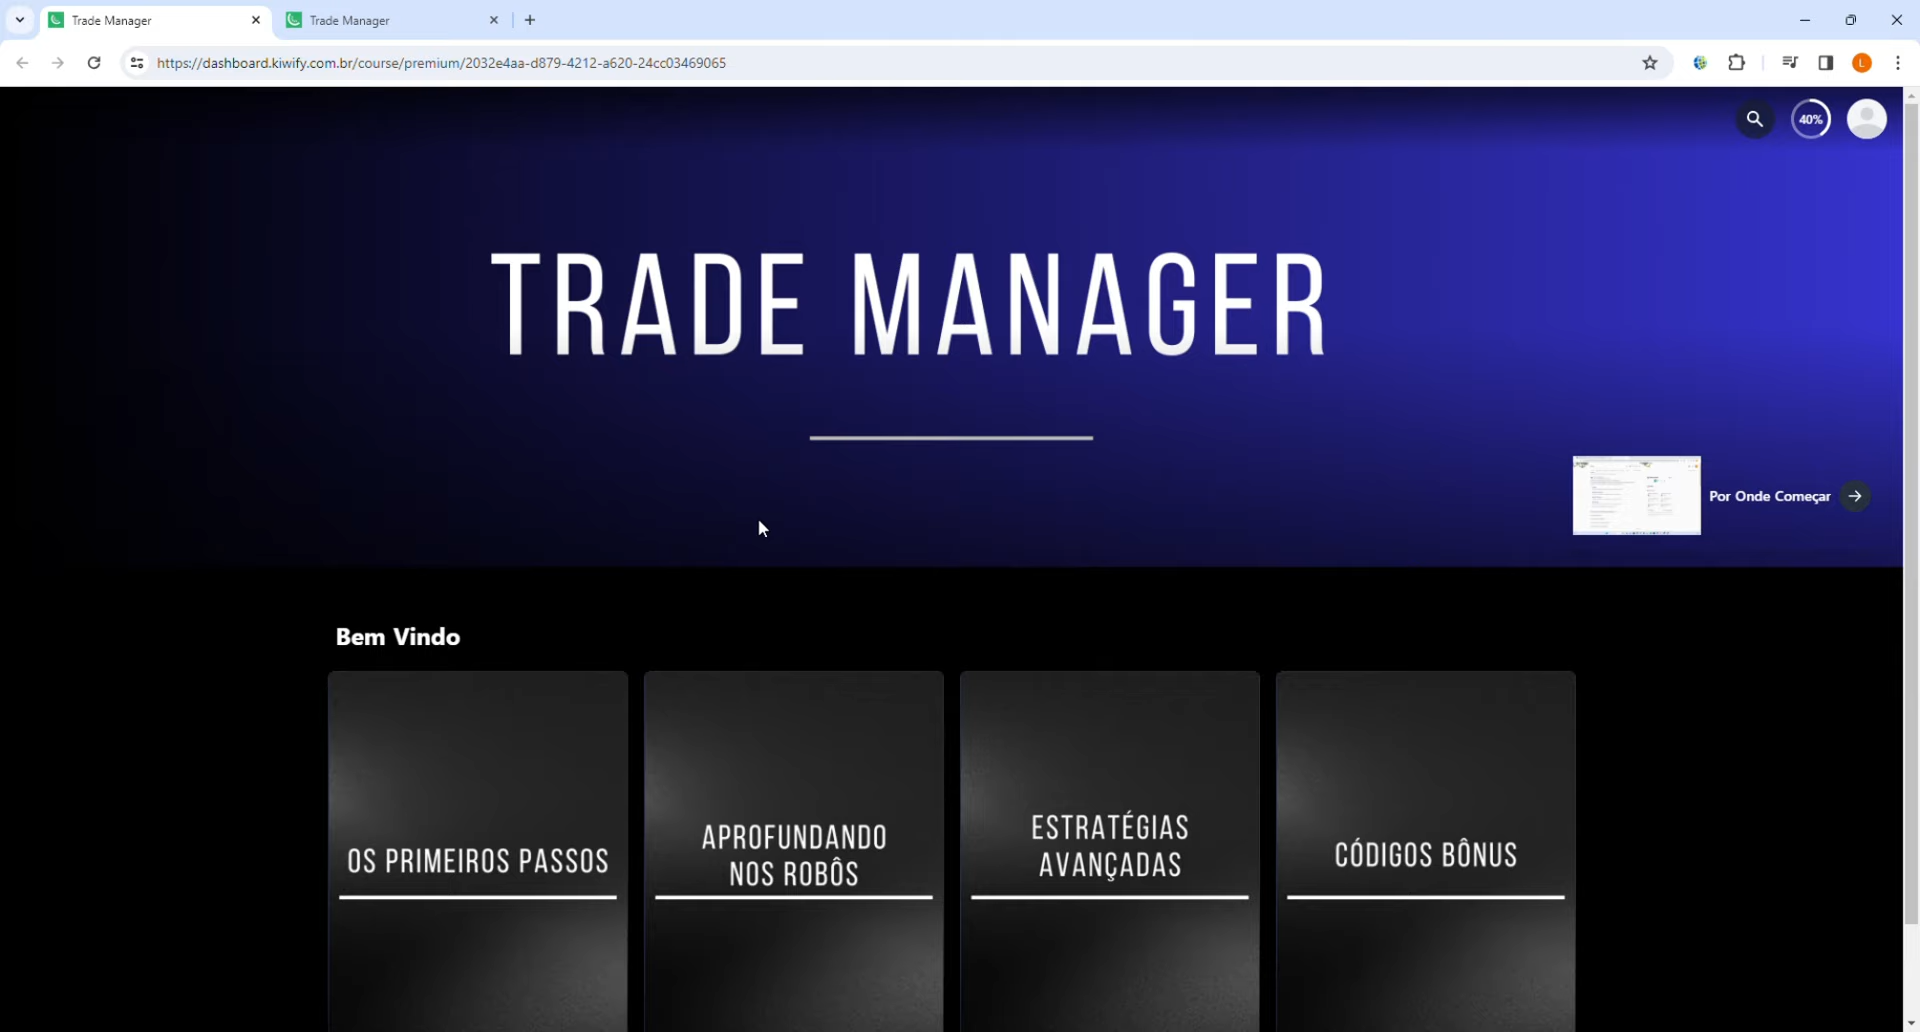 Trade Manager
Trade Manager
https://dashboard.kiwify.com.br/course/premium/2032e4aa-d879-4212-a620-24cc03469065
L
40%
TRADE MANAGER
Por Onde Começar
Bem Vindo
OS PRIMEIROS PASSOS
APROFUNDANDO
NOS ROBÔS
ESTRATÉGIAS
AVANÇADAS
CÓDIGOS BÔNUS